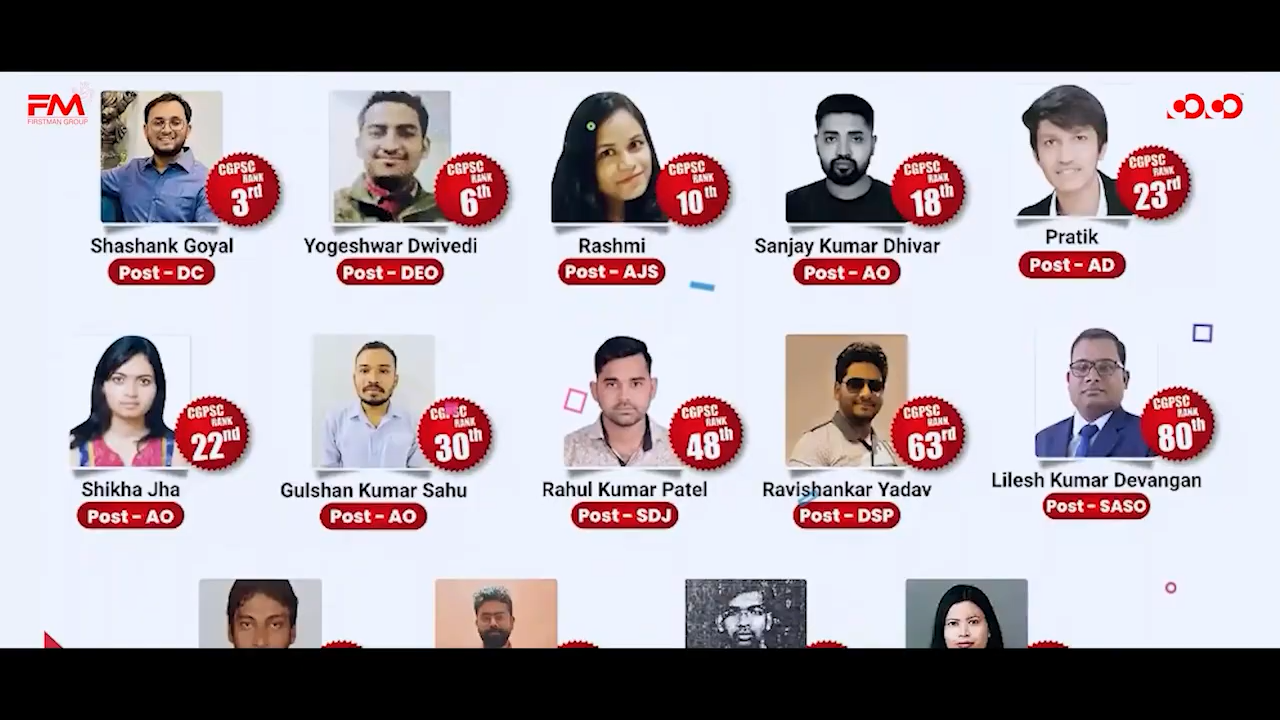 FM
FIRSTMAN GROUP
CGPSC
RANK
3rd
CGPSC
RANK
6th
CGPSC
RANK
10th
CGPSC
RANK
18th
CGPSC
RANK
23rd
Shashank Goyal
Yogeshwar Dwivedi
Rashmi
Sanjay Kumar Dhivar
Pratik
Post - DC
Post - DEO
Post - AJS
Post - AO
Post - AD
CGPSC
RANK
22nd
CGPSC
RANK
30th
CGPSC
RANK
48th
CGPSC
RANK
63rd
CGPSC
RANK
80th
Shikha Jha
Gulshan Kumar Sahu
Rahul Kumar Patel
Ravishankar Yadav
Lilesh Kumar Devangan
Post - AO
Post - AO
Post - SDJ
Post - DSP
Post - SASO